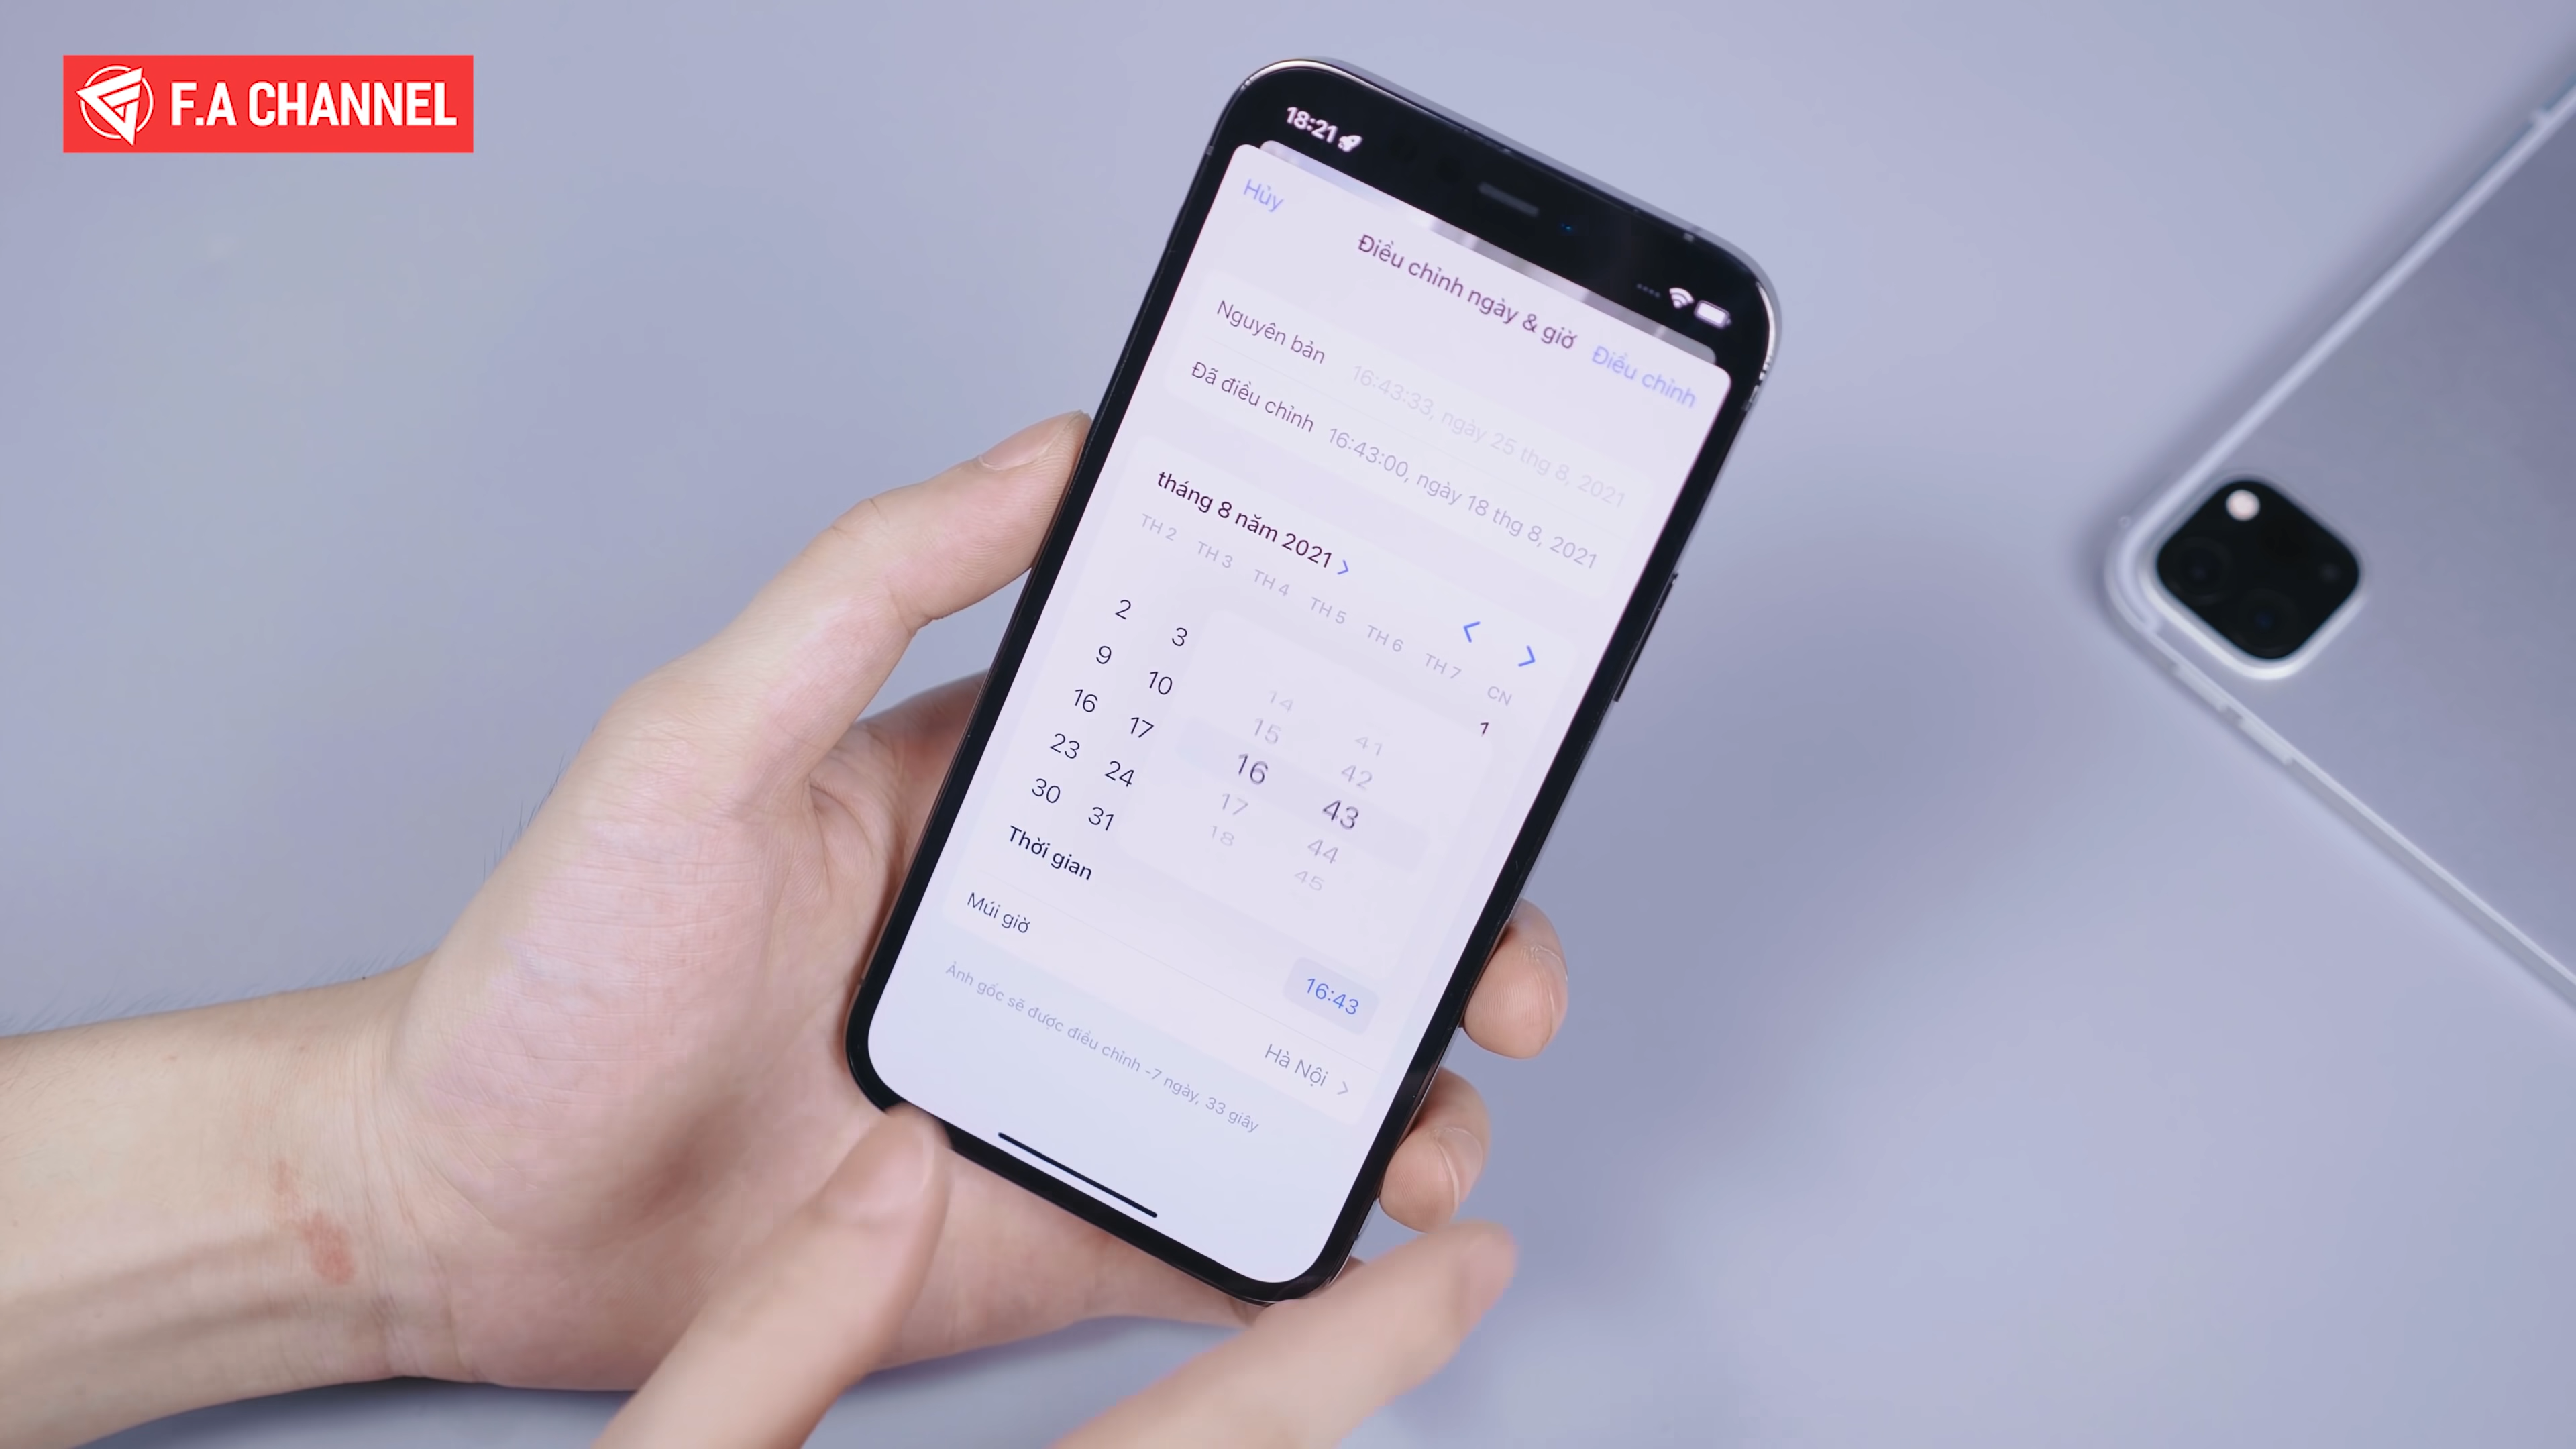 F.A CHANNEL
18:21
Hủy
Điều chỉnh ngày & giờ
Điều chỉnh
Nguyên bản 16:43:33, ngày 25 thg 8, 2021
Đã điều chỉnh 16:43:00, ngày 18 thg 8, 2021
tháng 8 năm 2021 >
< >
TH 2 TH 3 TH 4 TH 5 TH 6 TH 7 CN
1
2 3
9 10
16 17
23 24
30 31
14
15 41
16 42
17 43
18 44
45
Thời gian 16:43
Múi giờ Hà Nội >
Ảnh gốc sẽ được điều chỉnh -7 ngày, 33 giây